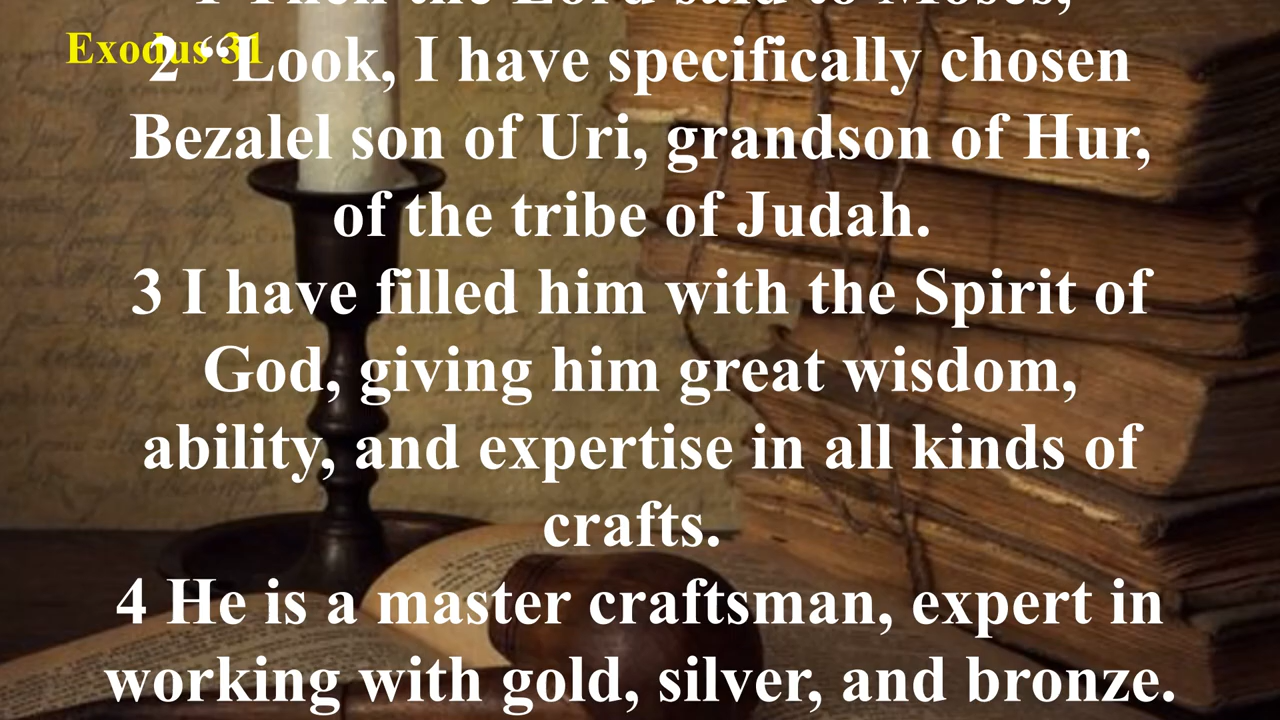 1 Then the Lord said to Moses,
Exodus 31
2 “Look, I have specifically chosen
Bezalel son of Uri, grandson of Hur,
of the tribe of Judah.
3 I have filled him with the Spirit of
God, giving him great wisdom,
ability, and expertise in all kinds of
crafts.
4 He is a master craftsman, expert in
working with gold, silver, and bronze.